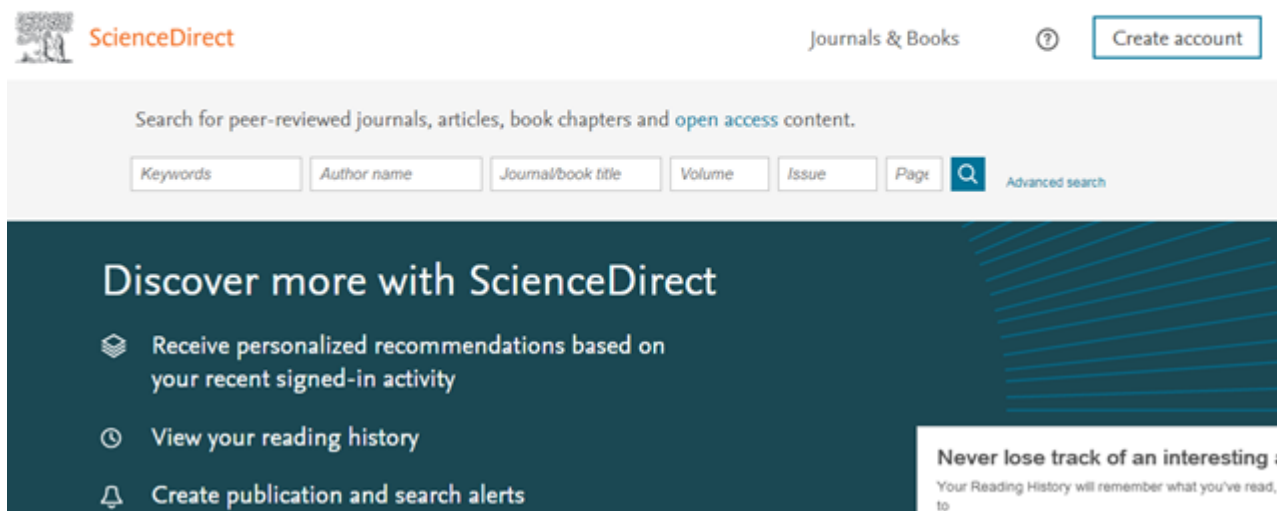 ScienceDirect
Journals & Books
?
Create account
Search for peer-reviewed journals, articles, book chapters and open access content.
Keywords
Author name
Journal/book title
Volume
Issue
Page
Advanced search
Discover more with ScienceDirect
Receive personalized recommendations based on
your recent signed-in activity
View your reading history
Create publication and search alerts
Never lose track of an interesting
Your Reading History will remember what you've read,
to